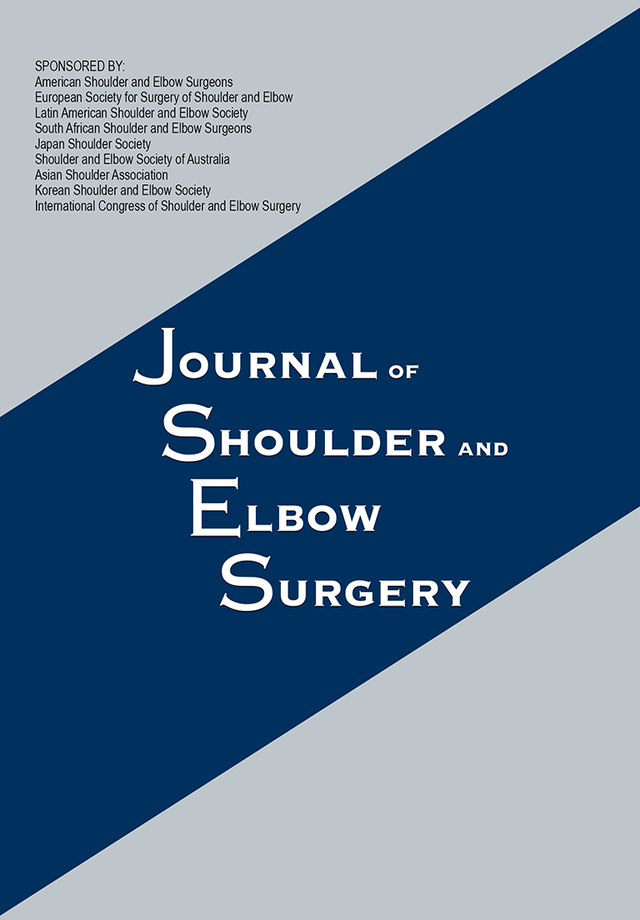 SPONSORED BY:
American Shoulder and Elbow Surgeons
European Society for Surgery of Shoulder and Elbow
Latin American Shoulder and Elbow Society
South African Shoulder and Elbow Surgeons
Japan Shoulder Society
Shoulder and Elbow Society of Australia
Asian Shoulder Association
Korean Shoulder and Elbow Society
International Congress of Shoulder and Elbow Surgery
JOURNAL OF
SHOULDER AND
ELBOW
SURGERY